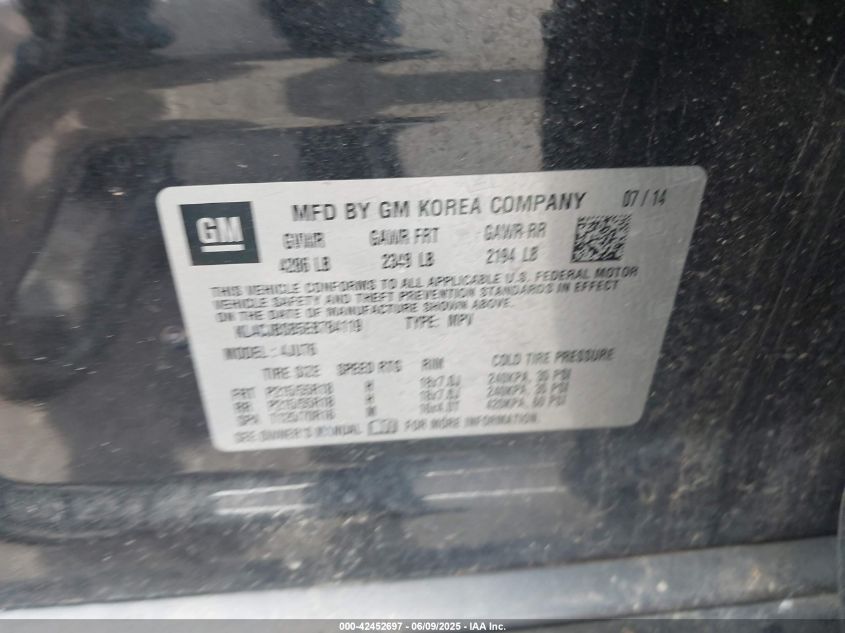 GM
MFD BY GM KOREA COMPANY 07 / 14
GVWR GAWR FRT GAWR RR
4286 LB 2349 LB 2194 LB
THIS VEHICLE CONFORMS TO ALL APPLICABLE U.S. FEDERAL MOTOR
VEHICLE SAFETY AND THEFT PREVENTION STANDARDS IN EFFECT
ON THE DATE OF MANUFACTURE SHOWN ABOVE.
TYPE: MPV
MODEL: 4JU76
TIRE SIZE SPEED RTG RIM COLD TIRE PRESSURE
FRT P215/55R18 H 18x7.0J 240KPA, 35 PSI
RR P215/55R18 H 18x7.0J 240KPA, 35 PSI
SPA T125/70R16 M 16x4.0T 420KPA, 60 PSI
SEE OWNER'S MANUAL FOR MORE INFORMATION.
000-42452697 - 06/09/2025 - IAA Inc.